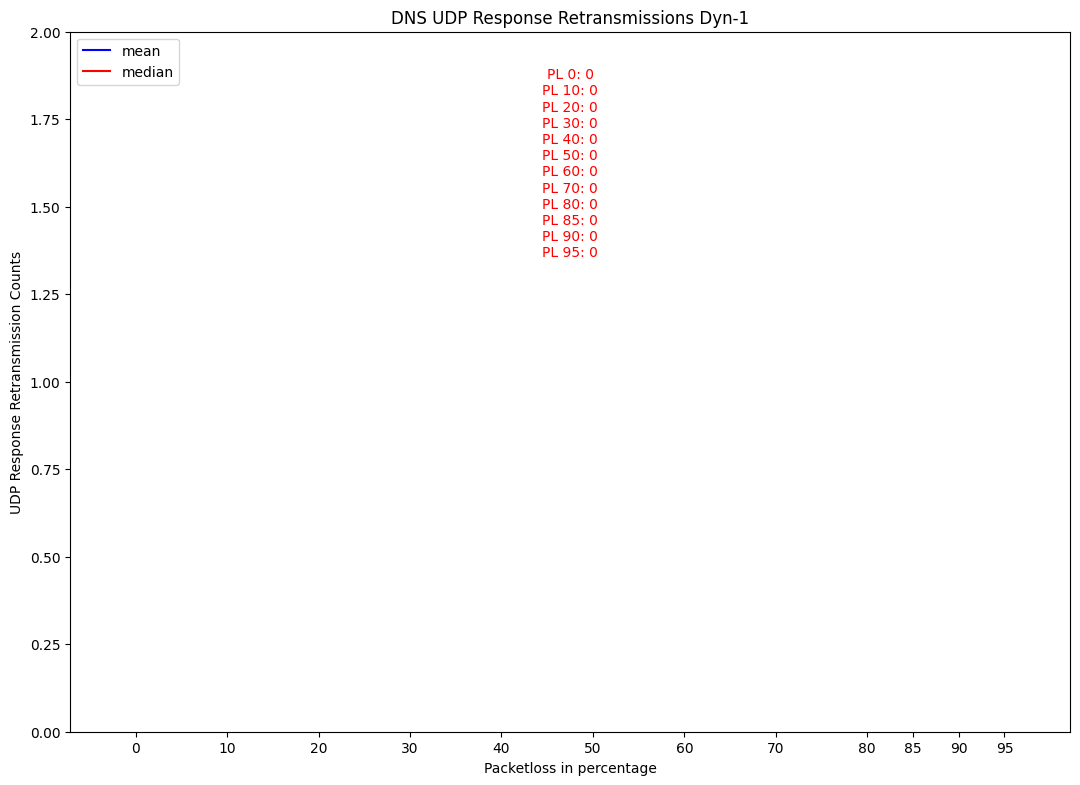 DNS UDP Response Retransmissions Dyn-1
mean
median
PL 0: 0
PL 10: 0
PL 20: 0
PL 30: 0
PL 40: 0
PL 50: 0
PL 60: 0
PL 70: 0
PL 80: 0
PL 85: 0
PL 90: 0
PL 95: 0
UDP Response Retransmission Counts
2.00
1.75
1.50
1.25
1.00
0.75
0.50
0.25
0.00
0 10 20 30 40 50 60 70 80 85 90 95
Packetloss in percentage